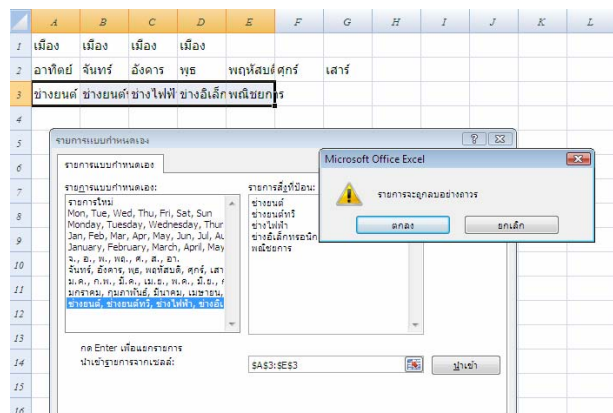 A B C D E F G H I J K L
1 เมือง เมือง เมือง เมือง
2 อาทิตย์ จันทร์ อังคาร พุธ พฤหัสบดี ศุกร์ เสาร์
3 ช่างยนต์ ช่างยนต์ ช่างไฟฟ้ ช่างอิเล็ก พณิชยการ
4
5
6
7
8
9
10
11
12
13
14
15
16
รายการแบบกำหนดเอง
รายการแบบกำหนดเอง
รายการแบบกำหนดเอง:
รายการใหม่
Mon, Tue, Wed, Thu, Fri, Sat, Sun
Monday, Tuesday, Wednesday, Thur
Jan, Feb, Mar, Apr, May, Jun, Jul, Au
January, February, March, April, May
จ., อ., พ., พฤ., ศ., ส., อา.
จันทร์, อังคาร, พุธ, พฤหัสบดี, ศุกร์, เสา
ม.ค., ก.พ., มี.ค., เม.ย., พ.ค., มิ.ย.,
มกราคม, กุมภาพันธ์, มีนาคม, เมษายน,
ช่างยนต์, ช่างยนต์ทวิ, ช่างไฟฟ้า, ช่างอิเ
รายการสิ่งที่ป้อน:
ช่างยนต์
ช่างยนต์ทวิ
ช่างไฟฟ้า
ช่างอิเล็กทรอนิก
พณิชยการ
กด Enter เพื่อแยกรายการ
นำเข้ารายการจากเซลล์:
$A$3:$E$3
นำเข้า
Microsoft Office Excel
รายการจะถูกลบอย่างถาวร
ตกลง
ยกเลิก